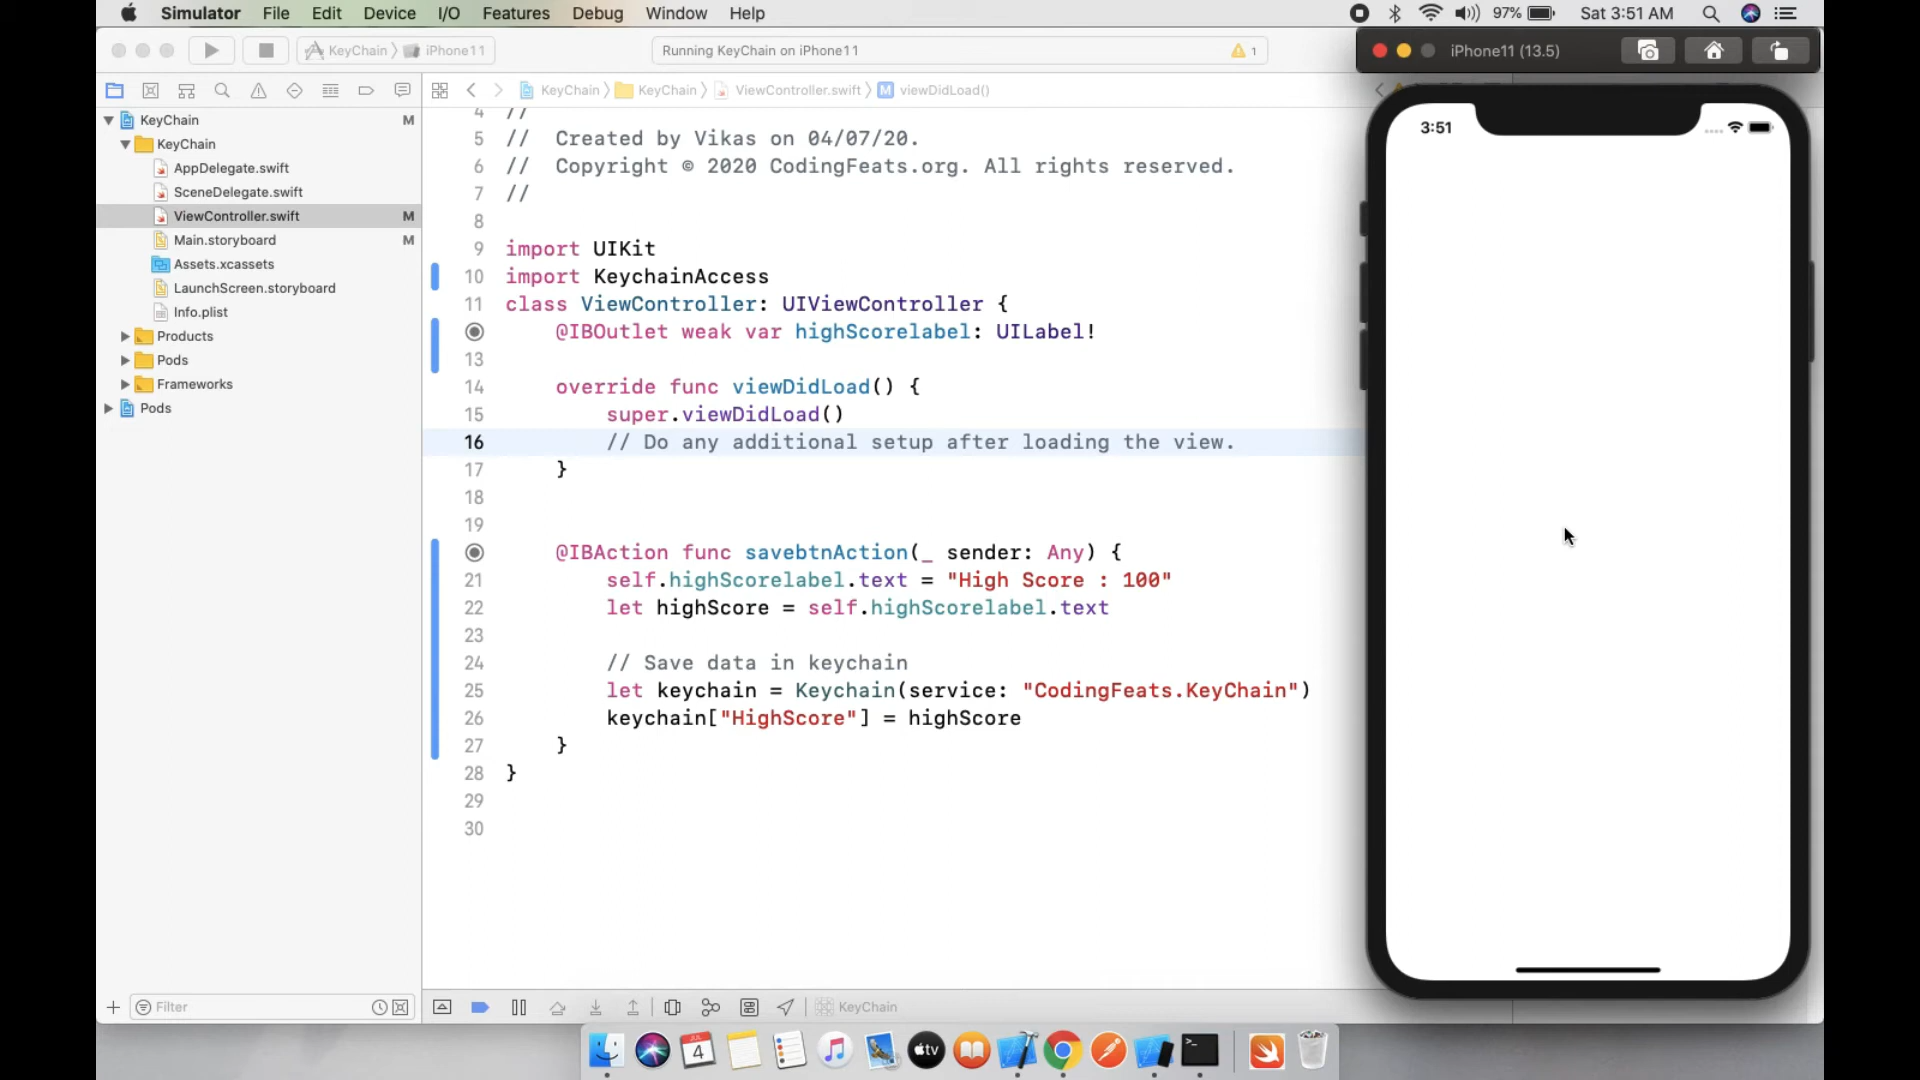 Simulator File Edit Device I/O Features Debug Window Help 97% Sat 3:51 AM
KeyChain iPhone11 Running KeyChain on iPhone11 1
iPhone11 (13.5)
KeyChain KeyChain ViewController.swift M viewDidLoad()
KeyChain M
KeyChain
AppDelegate.swift
SceneDelegate.swift
ViewController.swift M
Main.storyboard M
Assets.xcassets
LaunchScreen.storyboard
Info.plist
Products
Pods
Frameworks
Pods
4 //
5 // Created by Vikas on 04/07/20.
6 // Copyright © 2020 CodingFeats.org. All rights reserved.
7 //
8
9 import UIKit
10 import KeychainAccess
11 class ViewController: UIViewController {
@IBOutlet weak var highScorelabel: UILabel!
13
14 override func viewDidLoad() {
15 super.viewDidLoad()
16 // Do any additional setup after loading the view.
17 }
18
19
@IBAction func savebtnAction(_ sender: Any) {
21 self.highScorelabel.text = "High Score : 100"
22 let highScore = self.highScorelabel.text
23
24 // Save data in keychain
25 let keychain = Keychain(service: "CodingFeats.KeyChain")
26 keychain["HighScore"] = highScore
27 }
28 }
29
30
3:51
Filter
KeyChain
4
tv